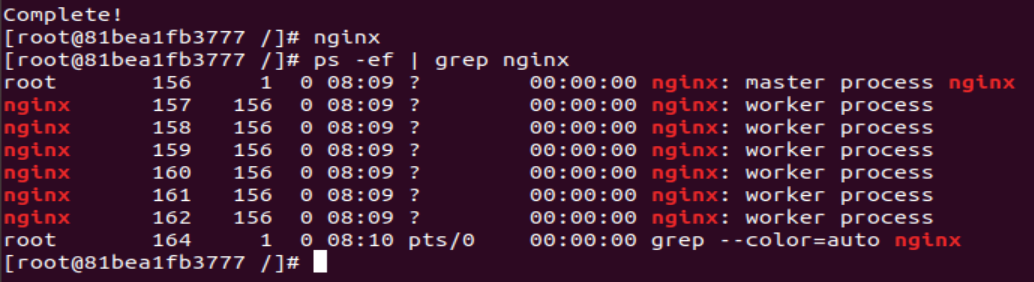 Complete!
[root@81bea1fb3777 /]# nginx
[root@81bea1fb3777 /]# ps -ef | grep nginx
root 156 1 0 08:09 ? 00:00:00 nginx: master process nginx
nginx 157 156 0 08:09 ? 00:00:00 nginx: worker process
nginx 158 156 0 08:09 ? 00:00:00 nginx: worker process
nginx 159 156 0 08:09 ? 00:00:00 nginx: worker process
nginx 160 156 0 08:09 ? 00:00:00 nginx: worker process
nginx 161 156 0 08:09 ? 00:00:00 nginx: worker process
nginx 162 156 0 08:09 ? 00:00:00 nginx: worker process
root 164 1 0 08:10 pts/0 00:00:00 grep --color=auto nginx
[root@81bea1fb3777 /]#